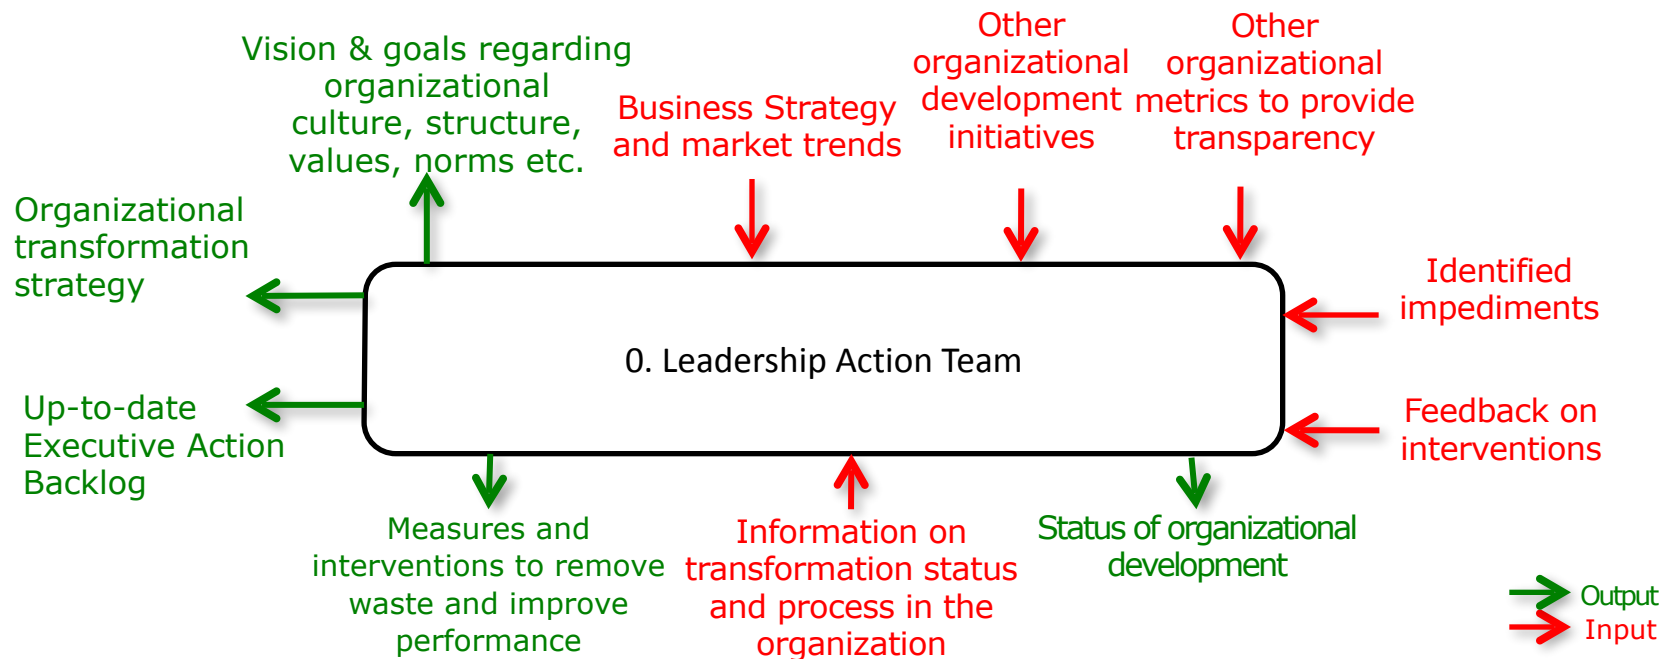 Vision & goals regarding
organizational
culture, structure,
values, norms etc.
Business Strategy
and market trends
Other
organizational
development
initiatives
Other
organizational
metrics to provide
transparency
Organizational
transformation
strategy
Identified
impediments
0. Leadership Action Team
Up-to-date
Executive Action
Backlog
Feedback on
interventions
Measures and
interventions to remove
waste and improve
performance
Information on
transformation status
and process in the
organization
Status of organizational
development
Output
Input